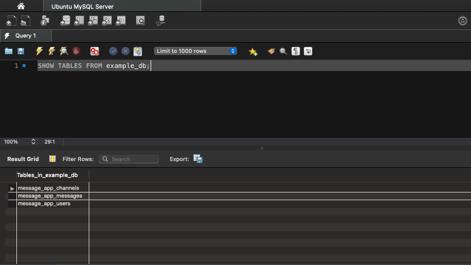 Ubuntu MySQL Server
Query 1
Limit to 1000 rows
1
SHOW TABLES FROM example_db;
100%
29:1
Result Grid
Filter Rows:
Search
Export:
Tables_in_example_db
message_app_channels
message_app_messages
message_app_users